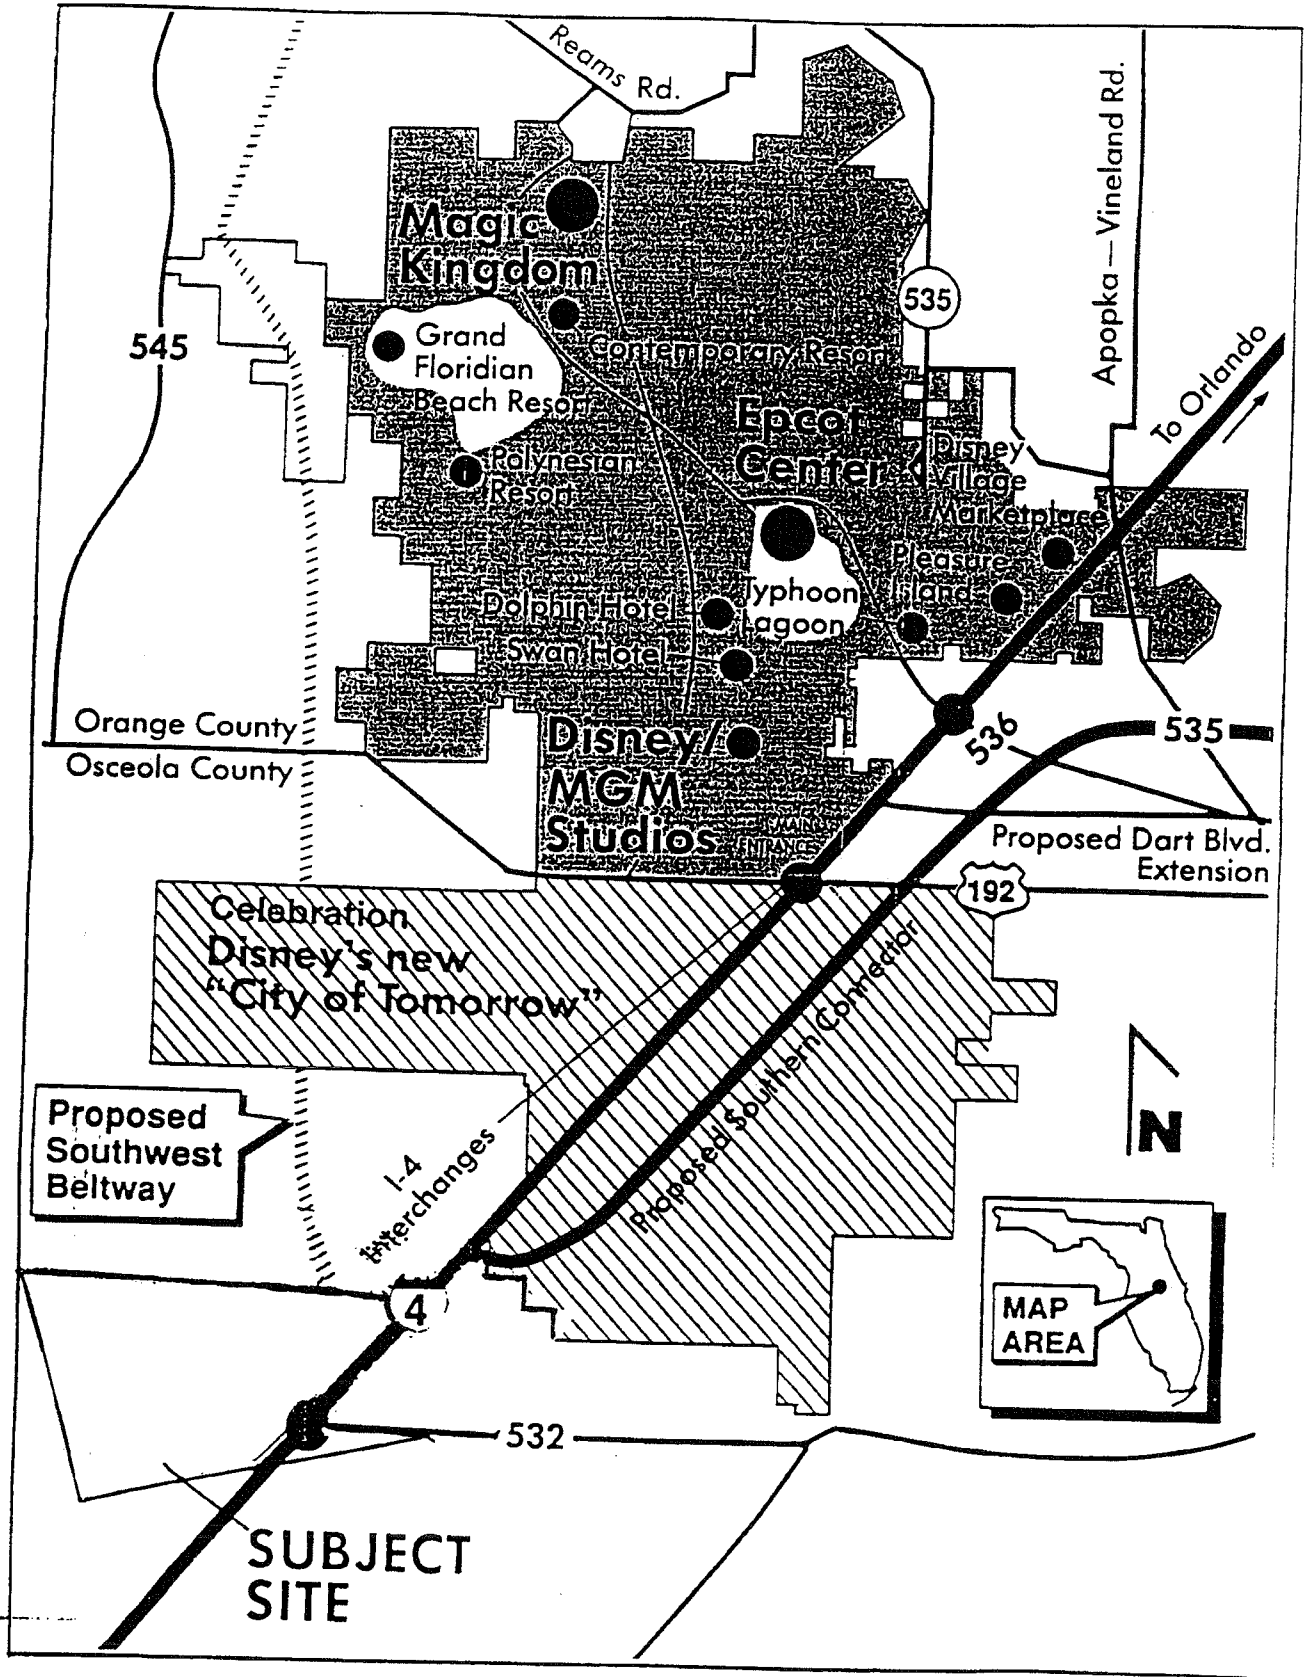 Reams Rd.
Apopka—Vineland Rd.
Magic
Kingdom
535
545
Grand
Floridian
Beach Resort
Contemporary Resort
To Orlando
Epcot
Center
Disney
Village
Marketplace
Polynesian
Resort
Pleasure
Island
Typhoon
Lagoon
Dolphin Hotel
Swan Hotel
Orange County
Osceola County
Disney/
MGM
Studios
MAIN
ENTRANCE
536
535
Proposed Dart Blvd.
Extension
192
Celebration
Disney's new
"City of Tomorrow"
Proposed Southern Connector
Proposed
Southwest
Beltway
I-4
Interchanges
N
4
MAP
AREA
532
SUBJECT
SITE